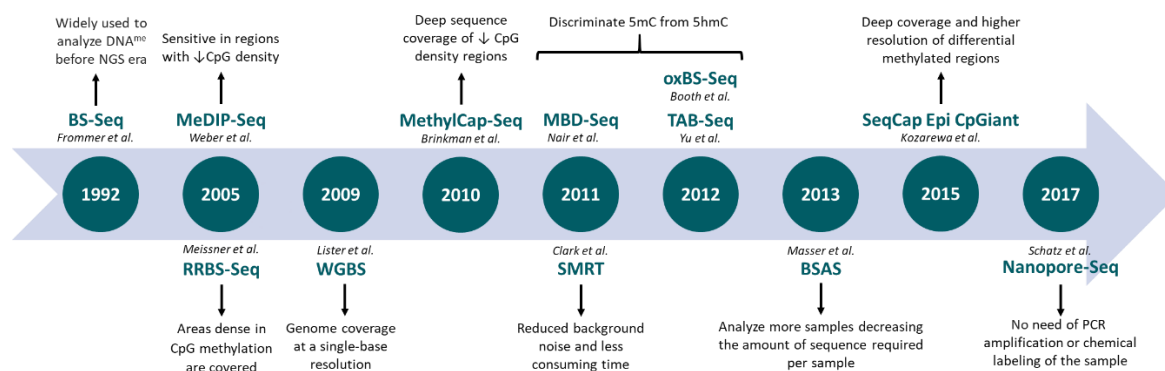 Widely used to
analyze DNAme
before NGS era
BS-Seq
Frommer et al.
Sensitive in regions
with ↓CpG density
MeDIP-Seq
Weber et al.
Deep sequence
coverage of ↓ CpG
density regions
MethylCap-Seq
Brinkman et al.
Discriminate 5mC from 5hmC
MBD-Seq
Nair et al.
oxBS-Seq
Booth et al.
TAB-Seq
Yu et al.
Deep coverage and higher
resolution of differential
methylated regions
SeqCap Epi CpGiant
Kozarewa et al.
1992
2005
2009
2010
2011
2012
2013
2015
2017
Meissner et al.
RRBS-Seq
Areas dense in
CpG methylation
are covered
Lister et al.
WGBS
Genome coverage
at a single-base
resolution
Clark et al.
SMRT
Reduced background
noise and less
consuming time
Masser et al.
BSAS
Analyze more samples decreasing
the amount of sequence required
per sample
Schatz et al.
Nanopore-Seq
No need of PCR
amplification or chemical
labeling of the sample